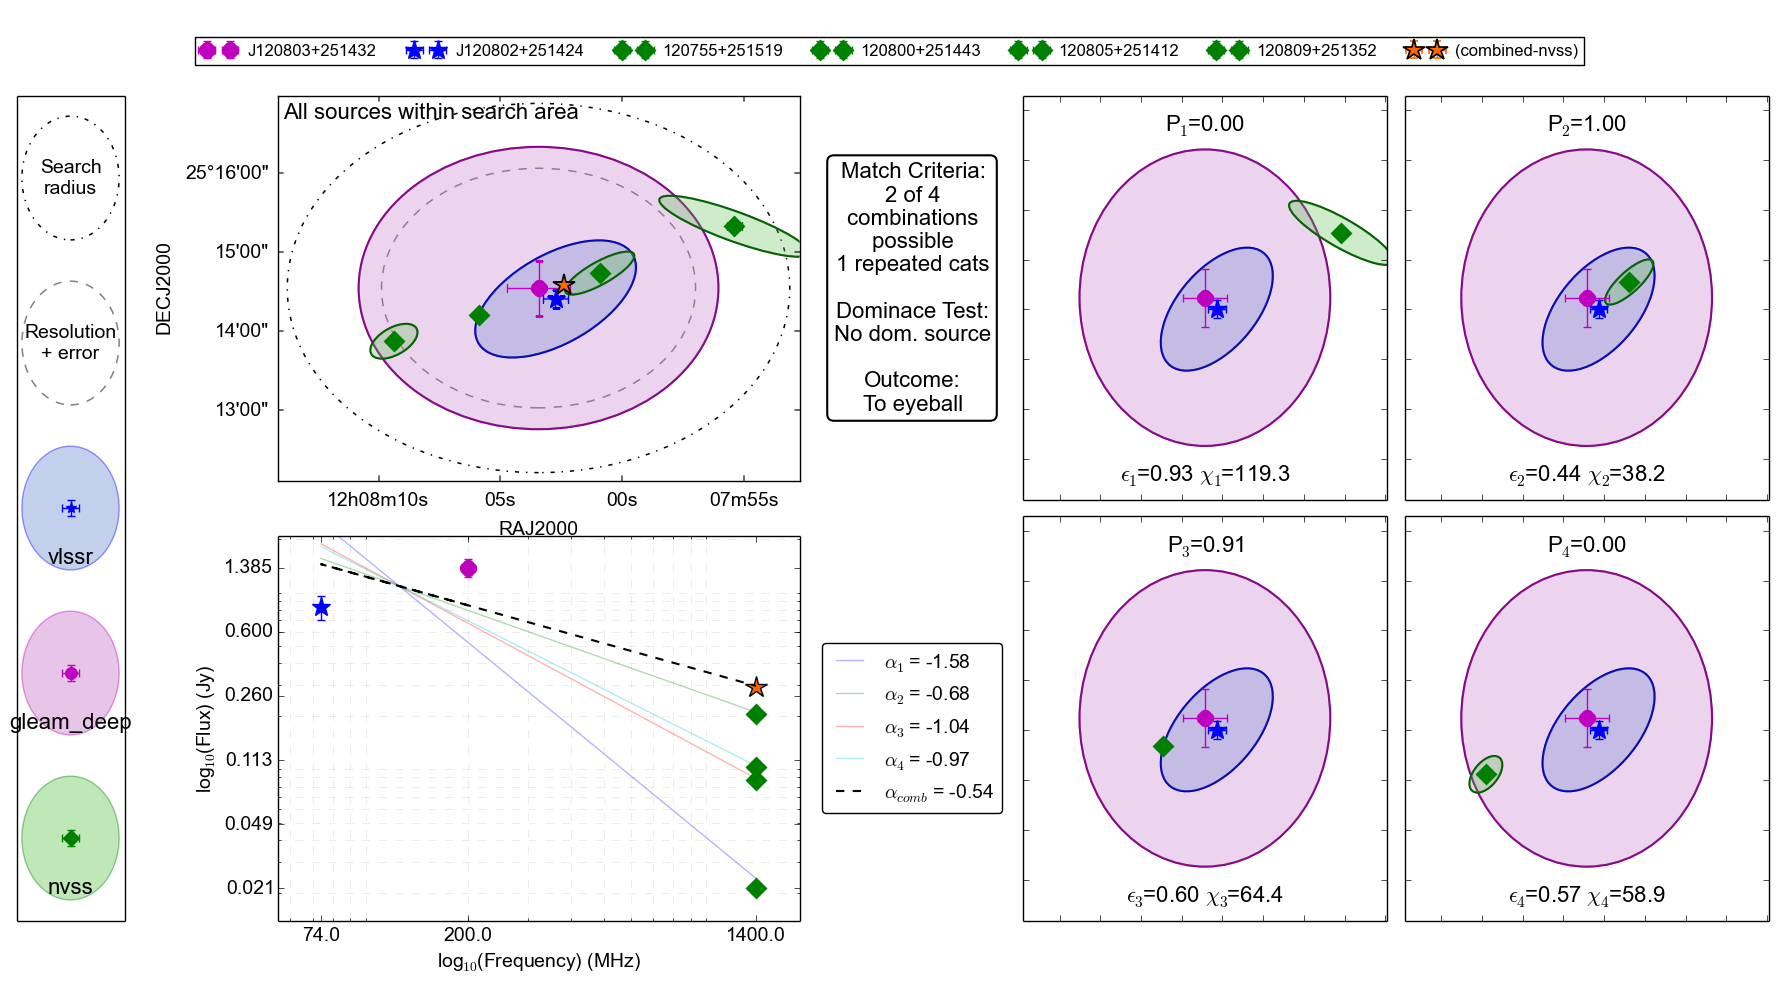 J120803+251432 J120802+251424 120755+251519 120800+251443 120805+251412 120809+251352 (combined-nvss)
Search
radius
Resolution
+ error
vlssr
gleam_deep
nvss
All sources within search area
DECJ2000
25°16'00"
15'00"
14'00"
13'00"
12h08m10s 05s 00s 07m55s
RAJ2000
Match Criteria:
2 of 4
combinations
possible
1 repeated cats
Dominace Test:
No dom. source
Outcome:
To eyeball
log10(Flux) (Jy)
1.385
0.600
0.260
0.113
0.049
0.021
74.0 200.0 1400.0
log10(Frequency) (MHz)
α1 = -1.58
α2 = -0.68
α3 = -1.04
α4 = -0.97
αcomb = -0.54
P1=0.00
ϵ1=0.93 χ1=119.3
P2=1.00
ϵ2=0.44 χ2=38.2
P3=0.91
ϵ3=0.60 χ3=64.4
P4=0.00
ϵ4=0.57 χ4=58.9